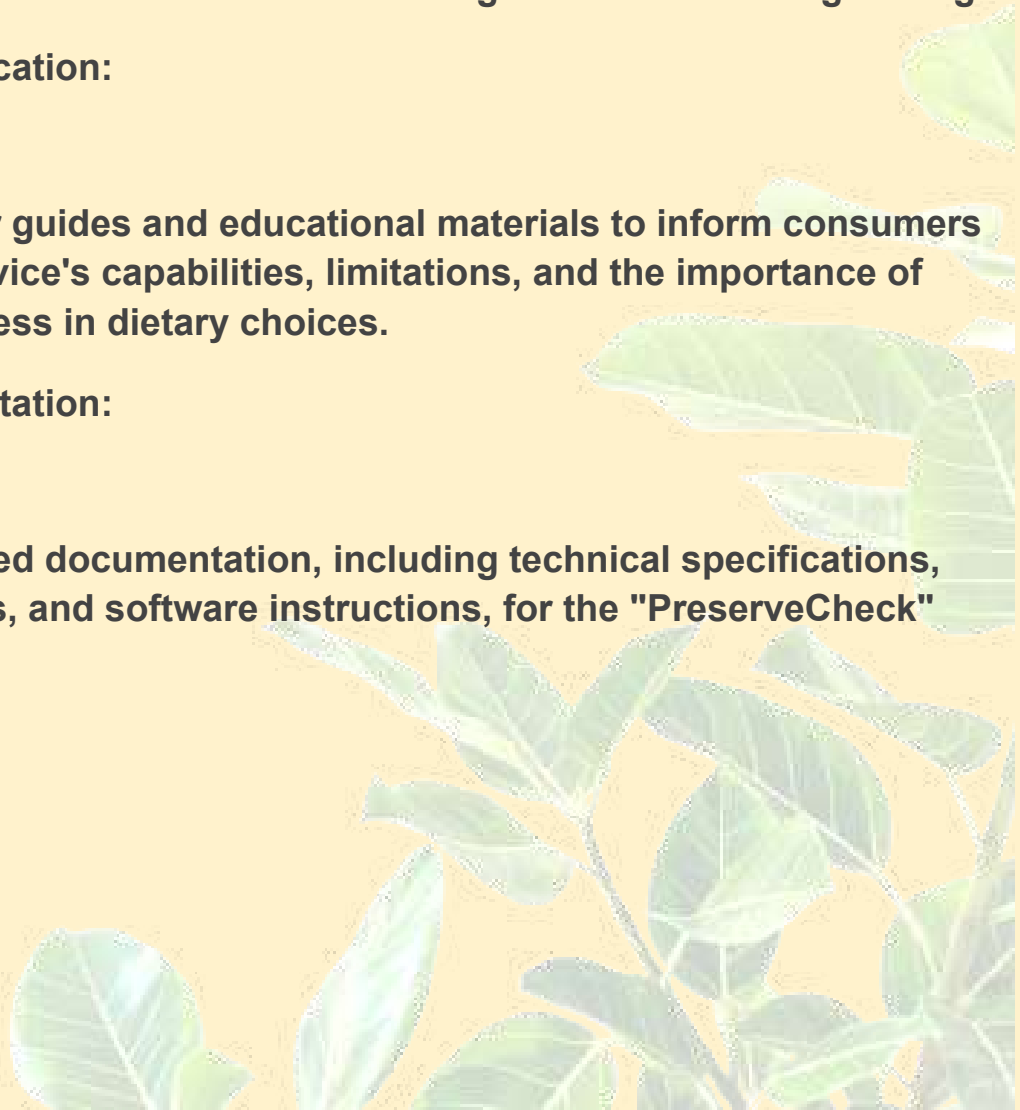 cation:
guides and educational materials to inform consumers
vice's capabilities, limitations, and the importance of
ess in dietary choices.
tation:
ed documentation, including technical specifications,
s, and software instructions, for the "PreserveCheck"